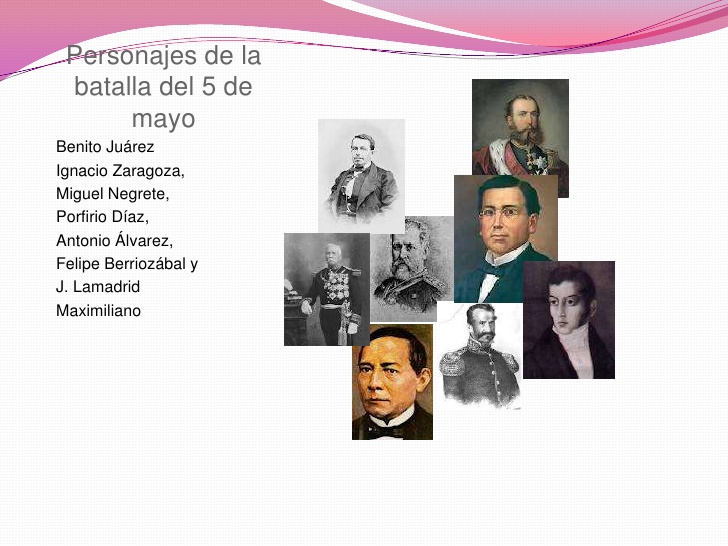 Personajes de la
batalla del 5 de
mayo
Benito Juárez
Ignacio Zaragoza,
Miguel Negrete,
Porfirio Díaz,
Antonio Álvarez,
Felipe Berriozábal y
J. Lamadrid
Maximiliano